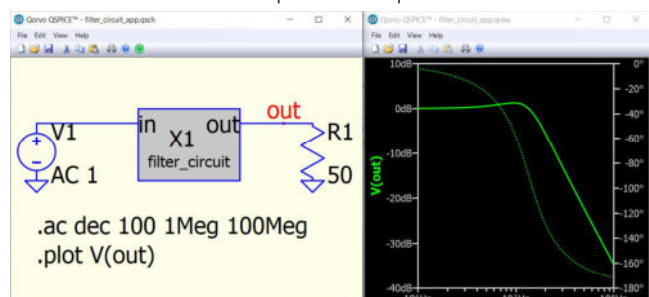 Qorvo QSPICE™ - filter_circuit_app.qsch
File Edit View Help
V1
AC 1
in
out
X1
filter_circuit
out
R1
50
.ac dec 100 1Meg 100Meg
.plot V(out)
Qorvo QSPICE™ - filter_circuit_app.qraw
File Edit View Help
V(out)
10dB
0dB
-10dB
-20dB
-30dB
-40dB
0°
-20°
-40°
-60°
-80°
-100°
-120°
-140°
-160°
-180°